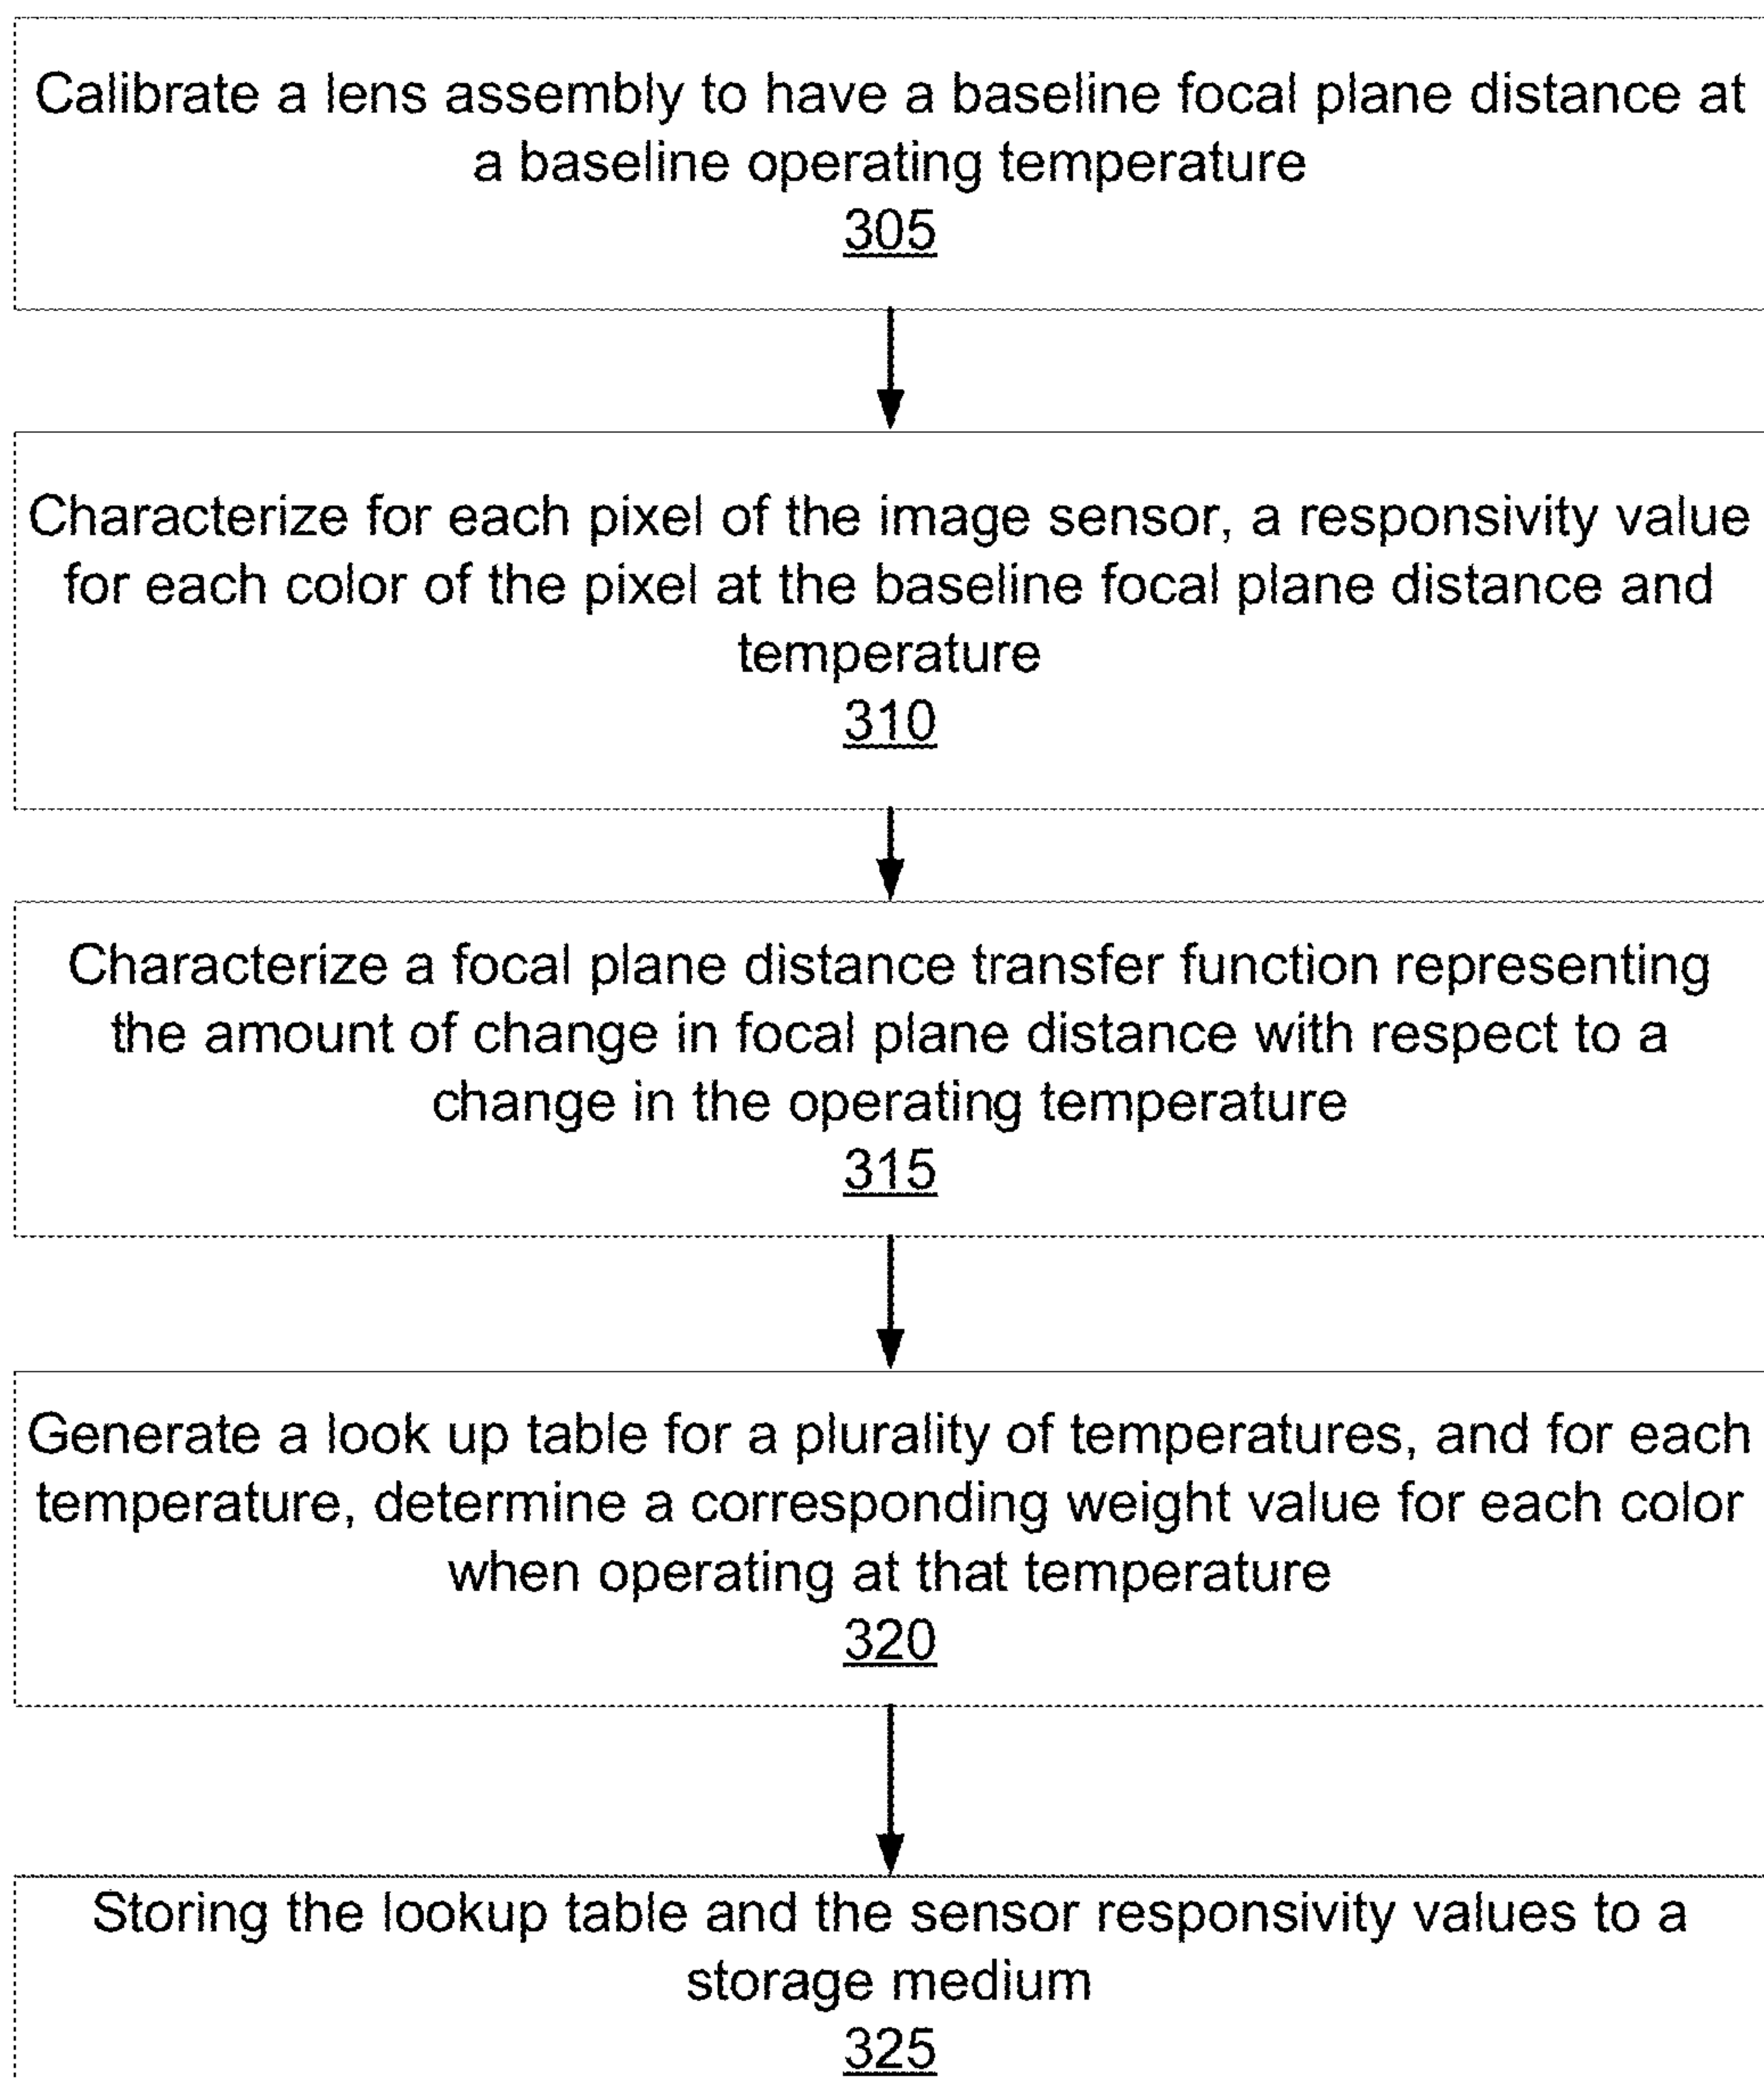 Calibrate a lens assembly to have a baseline focal plane distance at
a baseline operating temperature
305
Characterize for each pixel of the image sensor, a responsivity value
for each color of the pixel at the baseline focal plane distance and
temperature
310
Characterize a focal plane distance transfer function representing
the amount of change in focal plane distance with respect to a
change in the operating temperature
315
Generate a look up table for a plurality of temperatures, and for each
temperature, determine a corresponding weight value for each color
when operating at that temperature
320
Storing the lookup table and the sensor responsivity values to a
storage medium
325